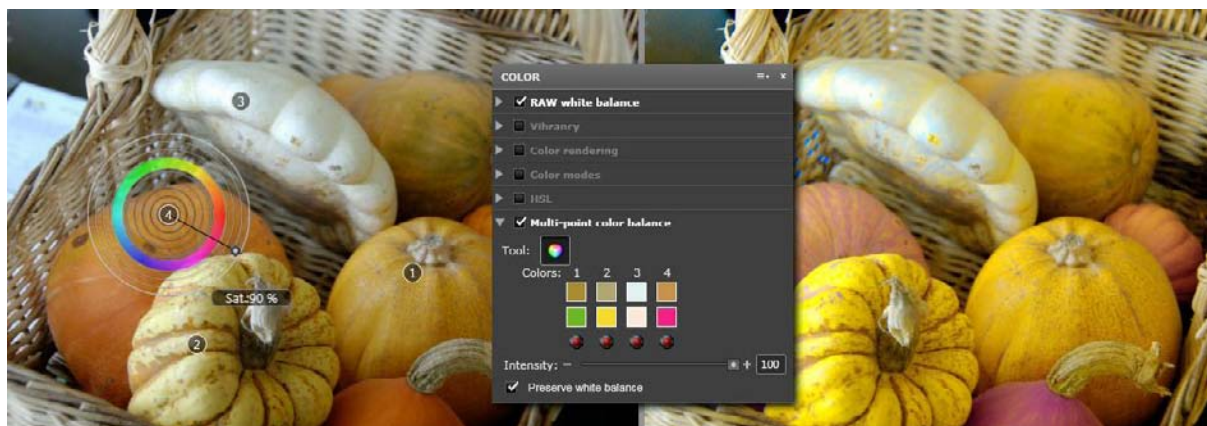 COLOR
RAW white balance
Vibrancy
Color rendering
Color modes
HSL
Multi-point color balance
Tool:
Colors: 1 2 3 4
Intensity: − + 100
Preserve white balance
3
4
1
Sat.:90 %
2